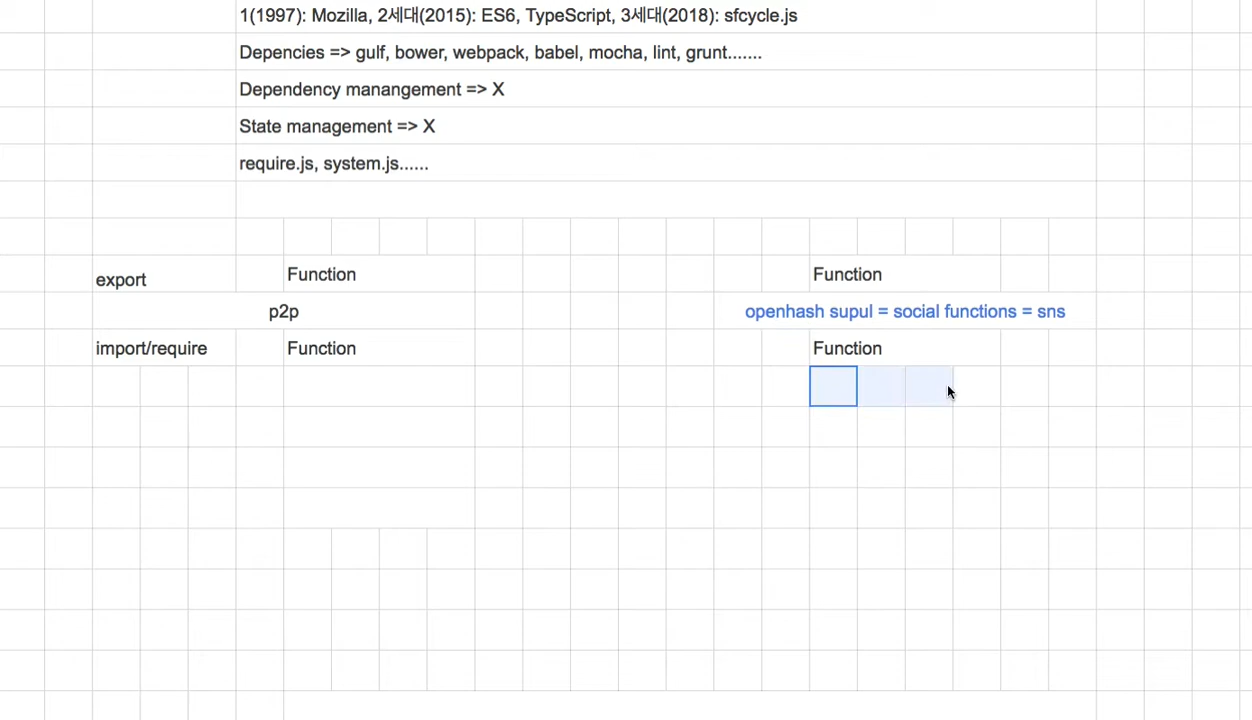 1(1997): Mozilla, 2세대(2015): ES6, TypeScript, 3세대(2018): sfcycle.js
Depencies => gulf, bower, webpack, babel, mocha, lint, grunt.......
Dependency manangement => X
State management => X
require.js, system.js......
export Function Function
p2p openhash supul = social functions = sns
import/require Function Function